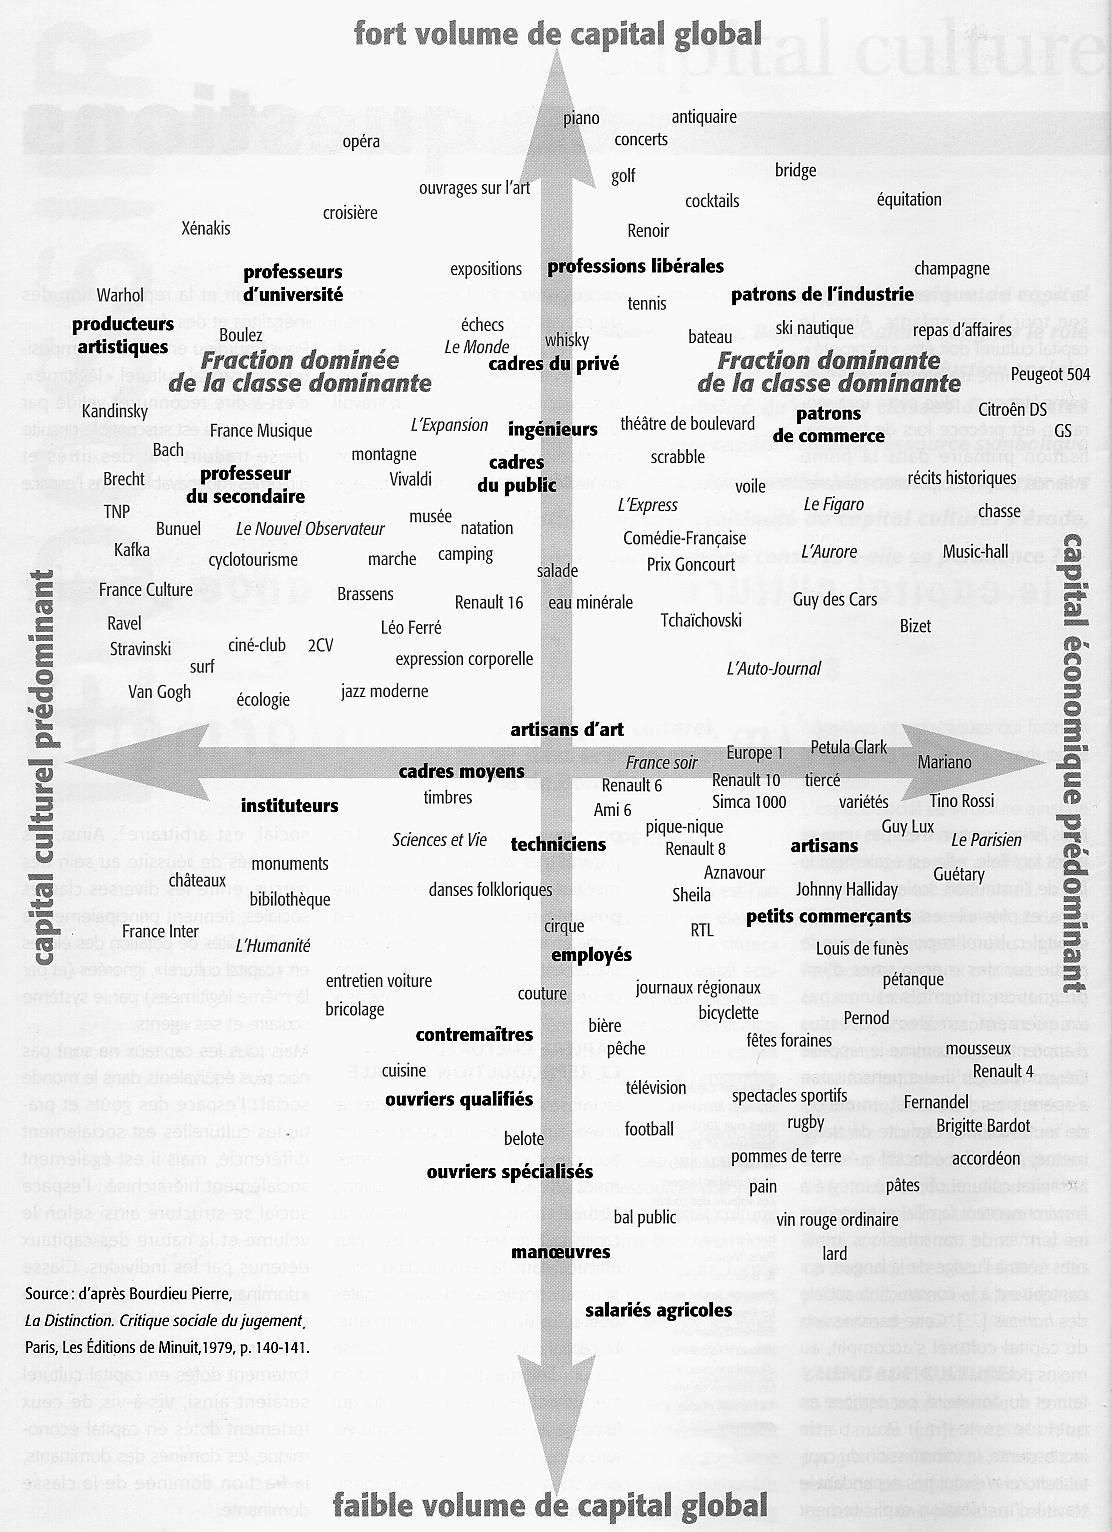 fort volume de capital global
piano
antiquaire
opéra
concerts
bridge
golf
ouvrages sur l'art
cocktails
équitation
croisière
Xénakis
Renoir
professeurs
d'université
expositions
professions libérales
champagne
Warhol
tennis
patrons de l'industrie
producteurs
artistiques
Boulez
échecs
Le Monde
whisky
bateau
ski nautique
repas d'affaires
Fraction dominée
de la classe dominante
cadres du privé
Fraction dominante
de la classe dominante
Peugeot 504
Kandinsky
patrons
de commerce
Citroên DS
GS
France Musique
L'Expansion
ingénieurs
théâtre de boulevard
Bach
montagne
scrabble
Brecht
professeur
du secondaire
Vivaldi
cadres
du public
voile
récits historiques
TNP
L'Express
Le Figaro
chasse
Bunuel
Le Nouvel Observateur
musée
natation
Comédie-Française
Kafka
cyclotourisme
marche
camping
L'Aurore
Music-hall
salade
Prix Goncourt
capital culturel prédominant
capital économique prédominant
France Culture
Brassens
Renault 16
eau minérale
Guy des Cars
Ravel
Léo Ferré
Tchaïchovski
Bizet
Stravinski
ciné-club
2CV
surf
expression corporelle
L'Auto-Journal
Van Gogh
écologie
jazz moderne
artisans d'art
cadres moyens
France soir
Europe 1
Petula Clark
Mariano
Renault 6
Renault 10
tiercé
instituteurs
timbres
Ami 6
Simca 1000
variétés
Tino Rossi
Sciences et Vie
techniciens
pique-nique
Guy Lux
Renault 8
artisans
Le Parisien
monuments
châteaux
Aznavour
Guétary
bibilothèque
danses folkloriques
Sheila
Johnny Halliday
France Inter
cirque
RTL
petits commerçants
L'Humanité
employés
Louis de funès
entretien voiture
couture
journaux régionaux
pétanque
bricolage
bicyclette
Pernod
contremaîtres
bière
pêche
fêtes foraines
mousseux
cuisine
Renault 4
ouvriers qualifiés
télévision
spectacles sportifs
Fernandel
belote
football
rugby
Brigitte Bardot
ouvriers spécialisés
pommes de terre
accordéon
pain
pâtes
bal public
vin rouge ordinaire
manœuvres
lard
Source : d'après Bourdieu Pierre,
La Distinction. Critique sociale du jugement,
Paris, Les Éditions de Minuit,1979, p. 140-141.
salariés agricoles
faible volume de capital global